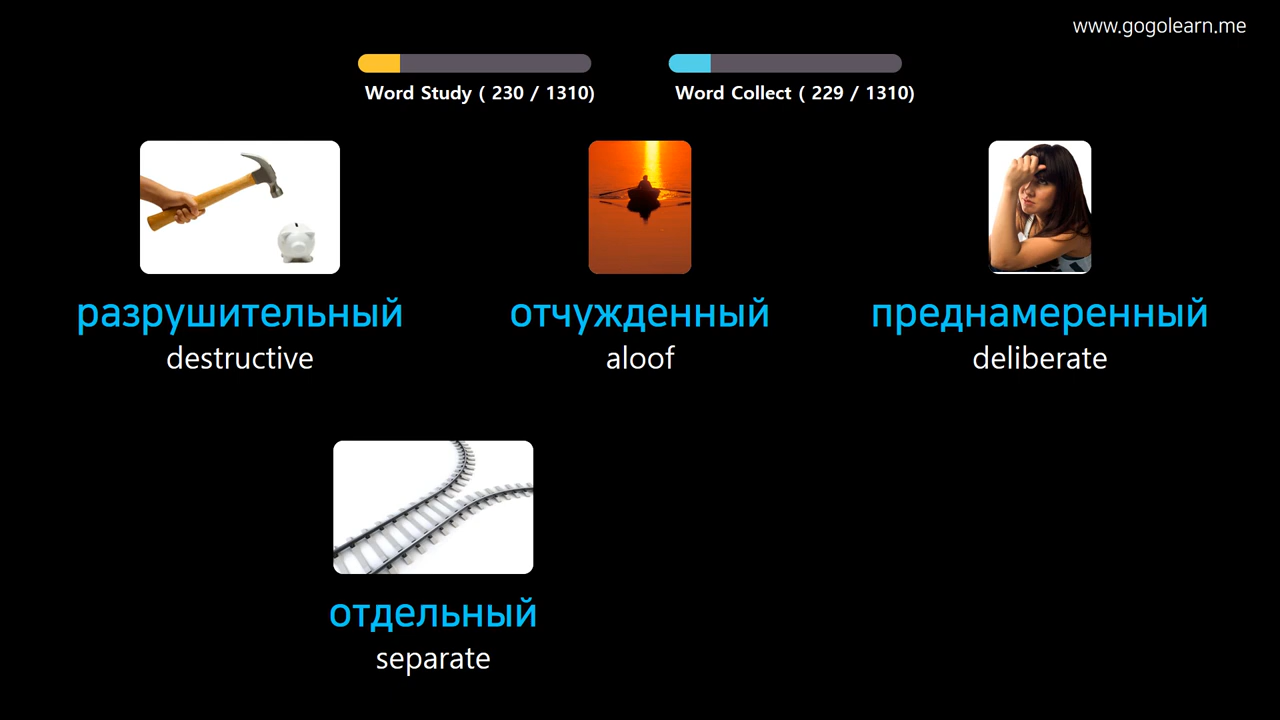 www.gogolearn.me
Word Study ( 230 / 1310)
Word Collect ( 229 / 1310)
разрушительный
destructive
отчужденный
aloof
преднамеренный
deliberate
отдельный
separate